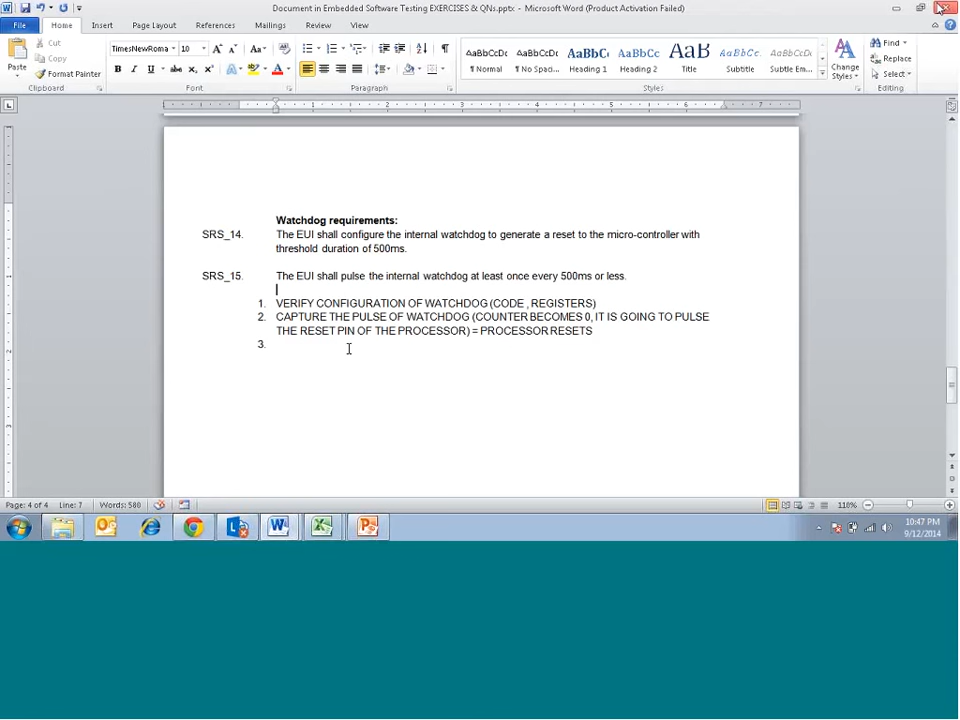 Document in Embedded Software Testing EXERCISES & QNs.pptx - Microsoft Word (Product Activation Failed)
File Home Insert Page Layout References Mailings Review View
Paste
Cut
Copy
Format Painter
Clipboard
TimesNewRoma 10
Font
Paragraph
AaBbCcDc AaBbCcDc AaBbC AaBbCc AaB AaBbCc. AaBbCcDc
¶ Normal ¶ No Spaci... Heading 1 Heading 2 Title Subtitle Subtle Em...
Change Styles
Styles
Find
Replace
Select
Editing
Watchdog requirements:
SRS_14. The EUI shall configure the internal watchdog to generate a reset to the micro-controller with
threshold duration of 500ms.
SRS_15. The EUI shall pulse the internal watchdog at least once every 500ms or less.
1. VERIFY CONFIGURATION OF WATCHDOG (CODE , REGISTERS)
2. CAPTURE THE PULSE OF WATCHDOG (COUNTER BECOMES 0, IT IS GOING TO PULSE
THE RESET PIN OF THE PROCESSOR) = PROCESSOR RESETS
3.
Page: 4 of 4 Line: 7 Words: 580 118%
10:47 PM
9/12/2014